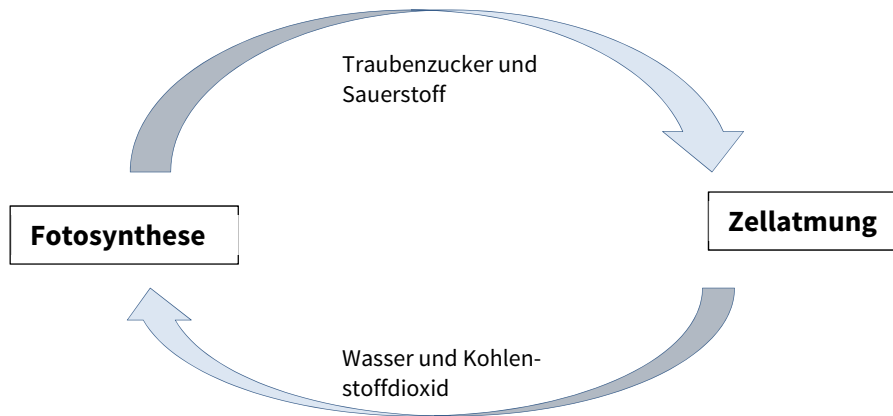 Traubenzucker und
Sauerstoff
Fotosynthese
Zellatmung
Wasser und Kohlen-
stoffdioxid